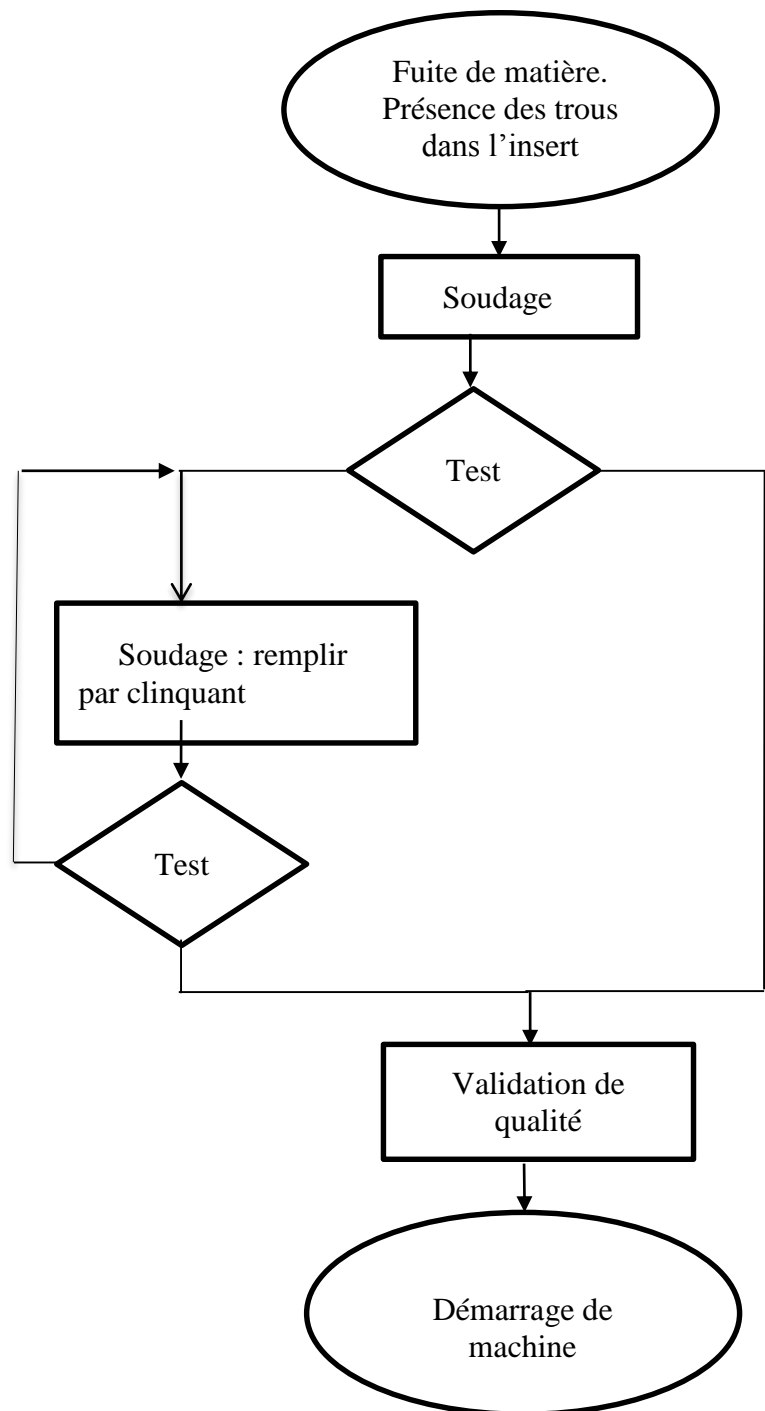 Fuite de matière.
Présence des trous
dans l’insert
Soudage
Test
Soudage : remplir
par clinquant
Test
Validation de
qualité
Démarrage de
machine